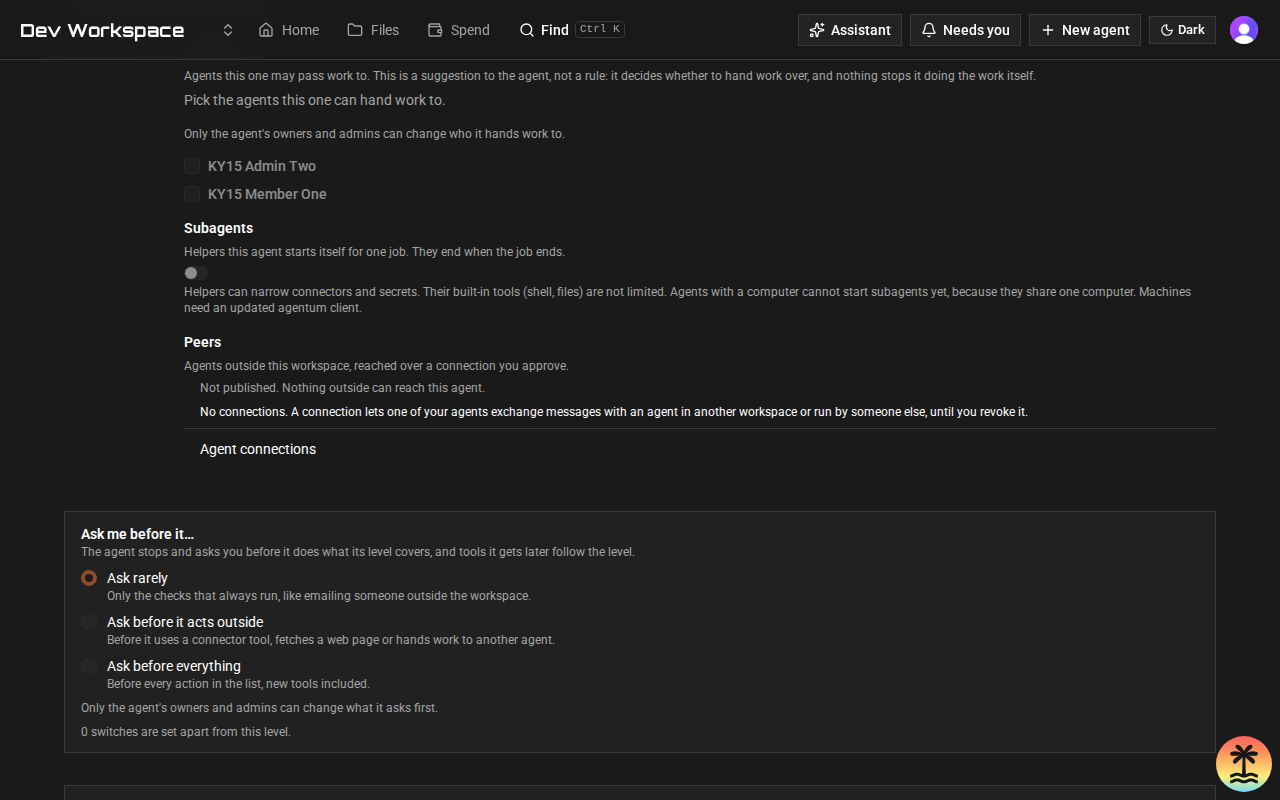 Dev Workspace
Home
Files
Spend
Find
Ctrl K
Assistant
Needs you
New agent
Dark
Agents this one may pass work to. This is a suggestion to the agent, not a rule: it decides whether to hand work over, and nothing stops it doing the work itself.
Pick the agents this one can hand work to.
Only the agent's owners and admins can change who it hands work to.
KY15 Admin Two
KY15 Member One
Subagents
Helpers this agent starts itself for one job. They end when the job ends.
Helpers can narrow connectors and secrets. Their built-in tools (shell, files) are not limited. Agents with a computer cannot start subagents yet, because they share one computer. Machines
need an updated agentum client.
Peers
Agents outside this workspace, reached over a connection you approve.
Not published. Nothing outside can reach this agent.
No connections. A connection lets one of your agents exchange messages with an agent in another workspace or run by someone else, until you revoke it.
Agent connections
Ask me before it…
The agent stops and asks you before it does what its level covers, and tools it gets later follow the level.
Ask rarely
Only the checks that always run, like emailing someone outside the workspace.
Ask before it acts outside
Before it uses a connector tool, fetches a web page or hands work to another agent.
Ask before everything
Before every action in the list, new tools included.
Only the agent's owners and admins can change what it asks first.
0 switches are set apart from this level.